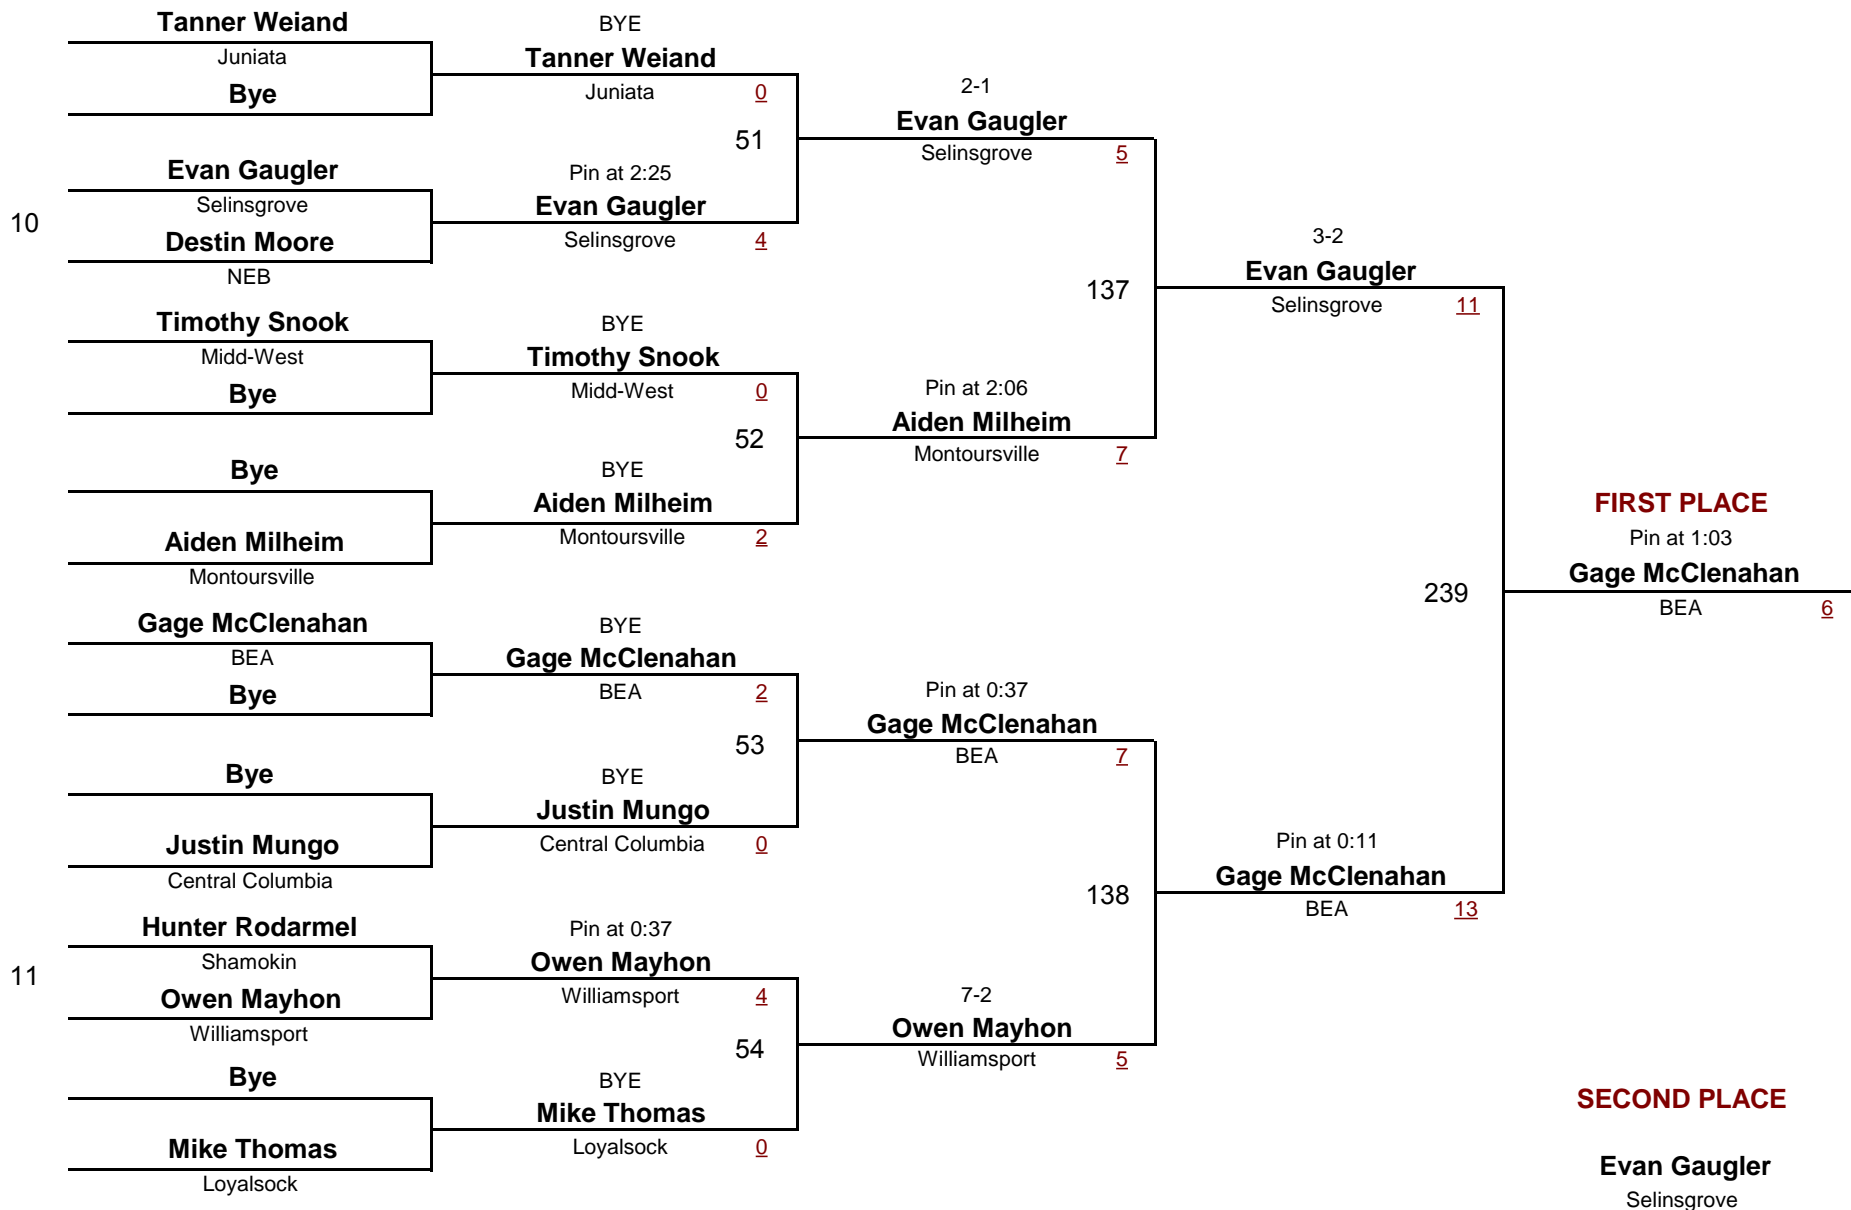 Tanner Weiand
Juniata
Bye
10
Evan Gaugler
Selinsgrove
Destin Moore
NEB
Timothy Snook
Midd-West
Bye
Bye
Aiden Milheim
Montoursville
Gage McClenahan
BEA
Bye
Bye
Justin Mungo
Central Columbia
11
Hunter Rodarmel
Shamokin
Owen Mayhon
Williamsport
Bye
Mike Thomas
Loyalsock
BYE
Tanner Weiand
Juniata 0
51
Pin at 2:25
Evan Gaugler
Selinsgrove 4
BYE
Timothy Snook
Midd-West 0
52
BYE
Aiden Milheim
Montoursville 2
BYE
Gage McClenahan
BEA 2
53
BYE
Justin Mungo
Central Columbia 0
Pin at 0:37
Owen Mayhon
Williamsport 4
54
BYE
Mike Thomas
Loyalsock 0
2-1
Evan Gaugler
Selinsgrove 5
137
Pin at 2:06
Aiden Milheim
Montoursville 7
Pin at 0:37
Gage McClenahan
BEA 7
138
7-2
Owen Mayhon
Williamsport 5
3-2
Evan Gaugler
Selinsgrove 11
239
Pin at 0:11
Gage McClenahan
BEA 13
FIRST PLACE
Pin at 1:03
Gage McClenahan
BEA 6
SECOND PLACE
Evan Gaugler
Selinsgrove